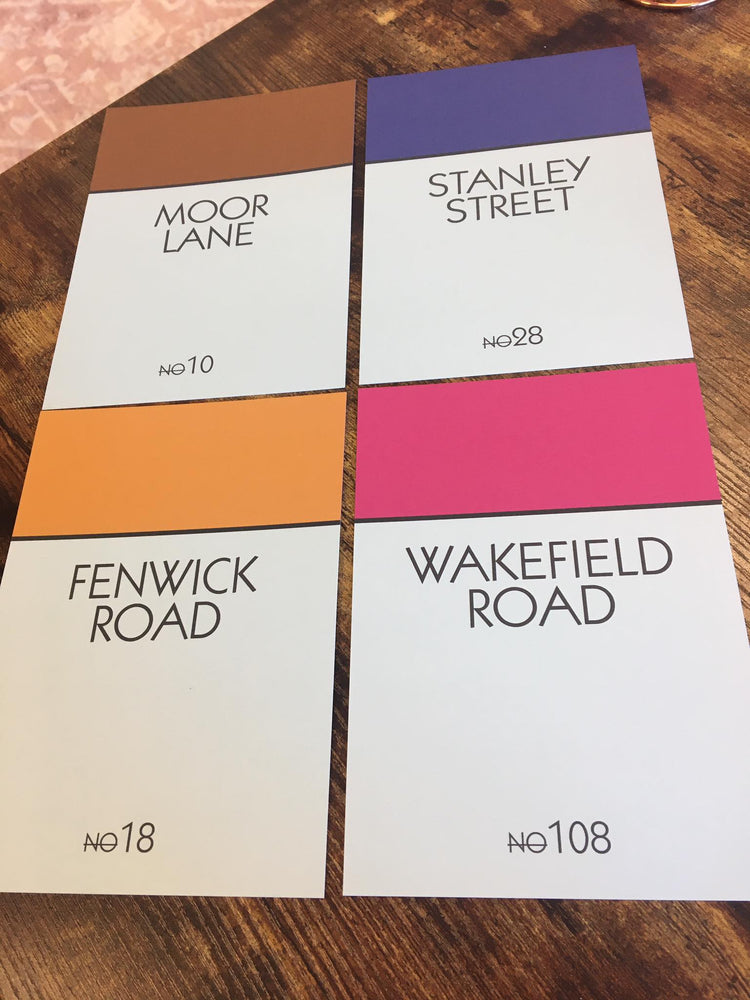 MOOR
LANE
NO10
STANLEY
STREET
NO28
FENWICK
ROAD
NO18
WAKEFIELD
ROAD
NO108